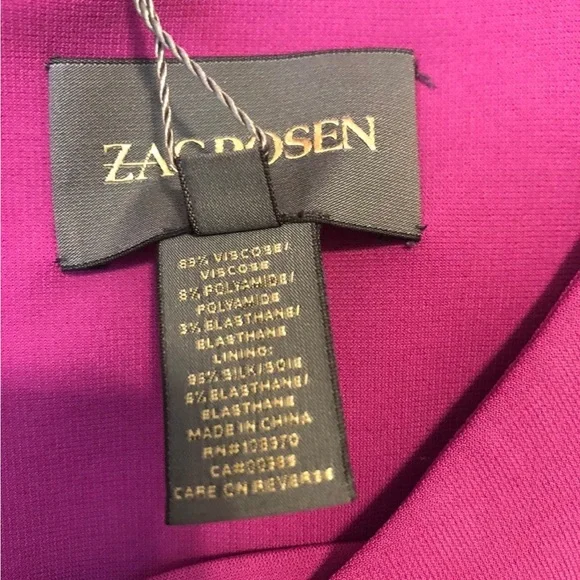 ZAC POSEN
89% VISCOSE/
VISCOSE
8% POLYAMIDE/
POLYAMIDE
3% ELASTHANE/
ELASTHANE
LINING:
95% SILK/SOIE
5% ELASTHANE/
ELASTHANE
MADE IN CHINA
RN#108970
CARE ON REVERSE